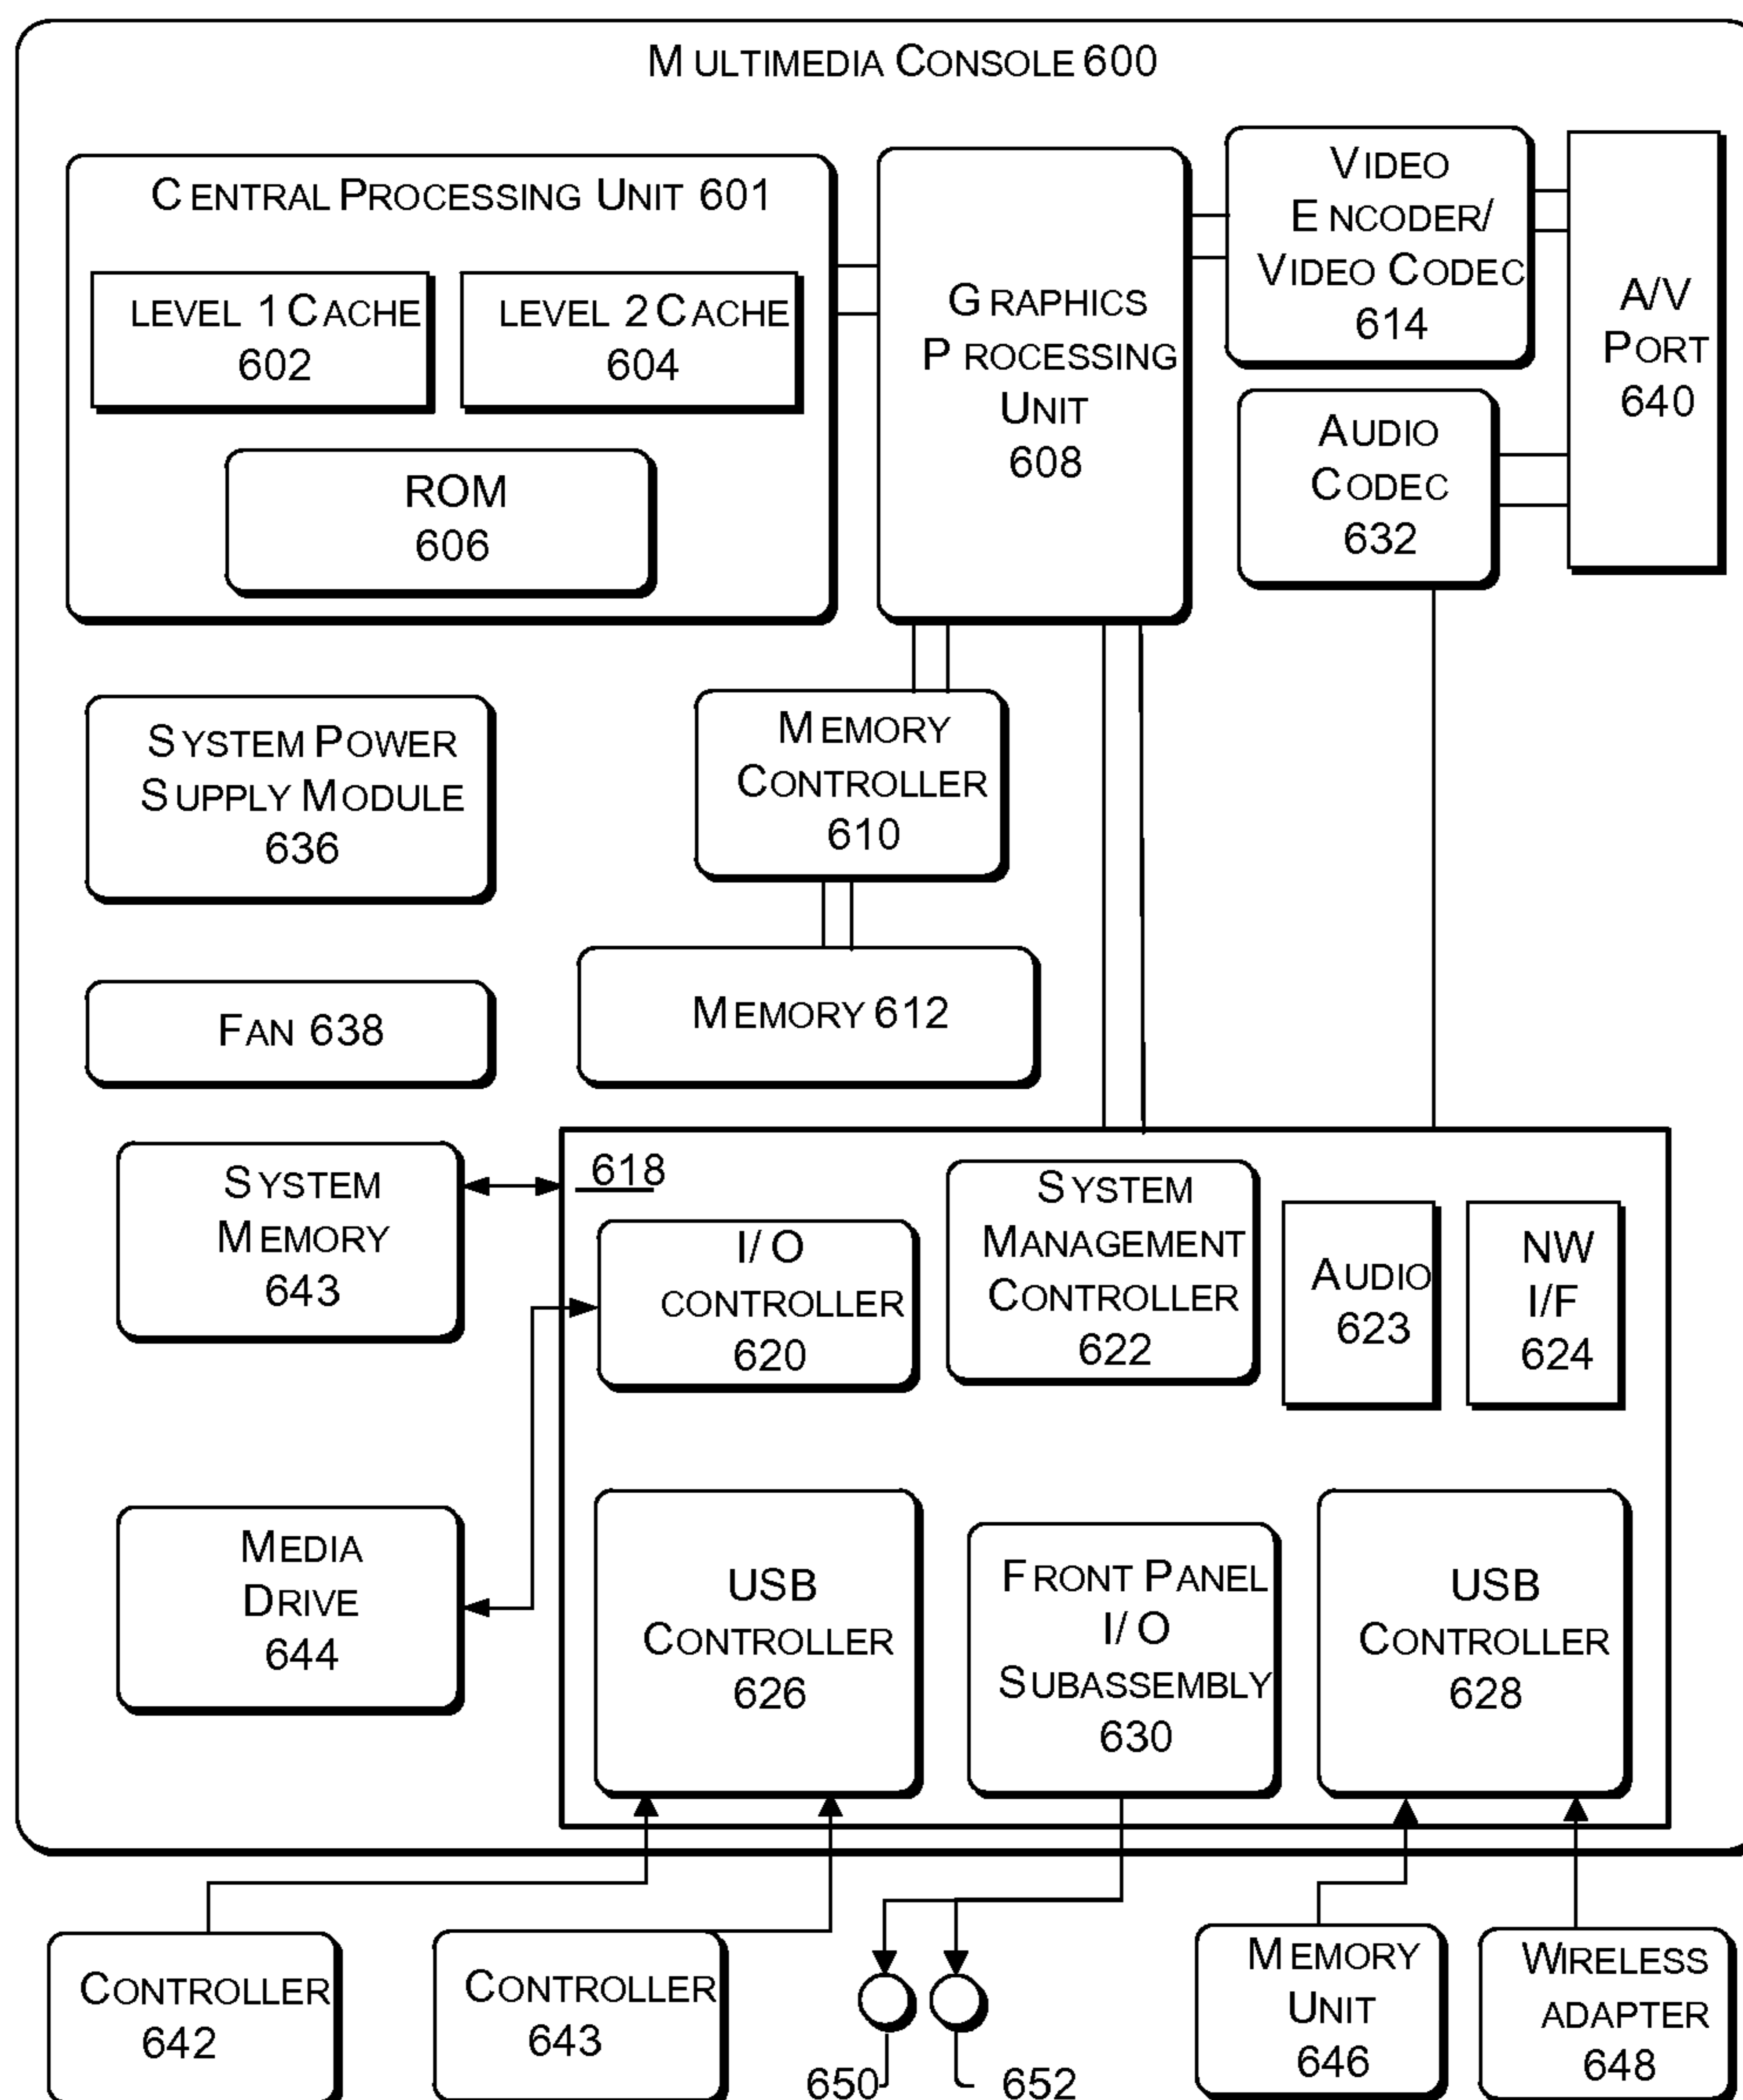 MULTIMEDIA CONSOLE 600
CENTRAL PROCESSING UNIT 601
LEVEL 1 CACHE
602
LEVEL 2 CACHE
604
ROM
606
GRAPHICS
PROCESSING
UNIT
608
VIDEO
ENCODER/
VIDEO CODEC
614
A/V
PORT
640
AUDIO
CODEC
632
SYSTEM POWER
SUPPLY MODULE
636
MEMORY
CONTROLLER
610
FAN 638
MEMORY 612
SYSTEM
MEMORY
643
618
I/O
CONTROLLER
620
SYSTEM
MANAGEMENT
CONTROLLER
622
AUDIO
623
NW
I/F
624
MEDIA
DRIVE
644
USB
CONTROLLER
626
FRONT PANEL
I/O
SUBASSEMBLY
630
USB
CONTROLLER
628
CONTROLLER
642
CONTROLLER
643
650
652
MEMORY
UNIT
646
WIRELESS
ADAPTER
648